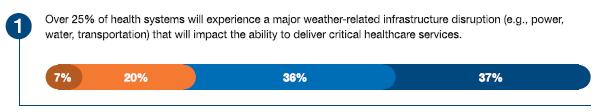 1
Over 25% of health systems will experience a major weather-related infrastructure disruption (e.g., power,
water, transportation) that will impact the ability to deliver critical healthcare services.
7% 20% 36% 37%